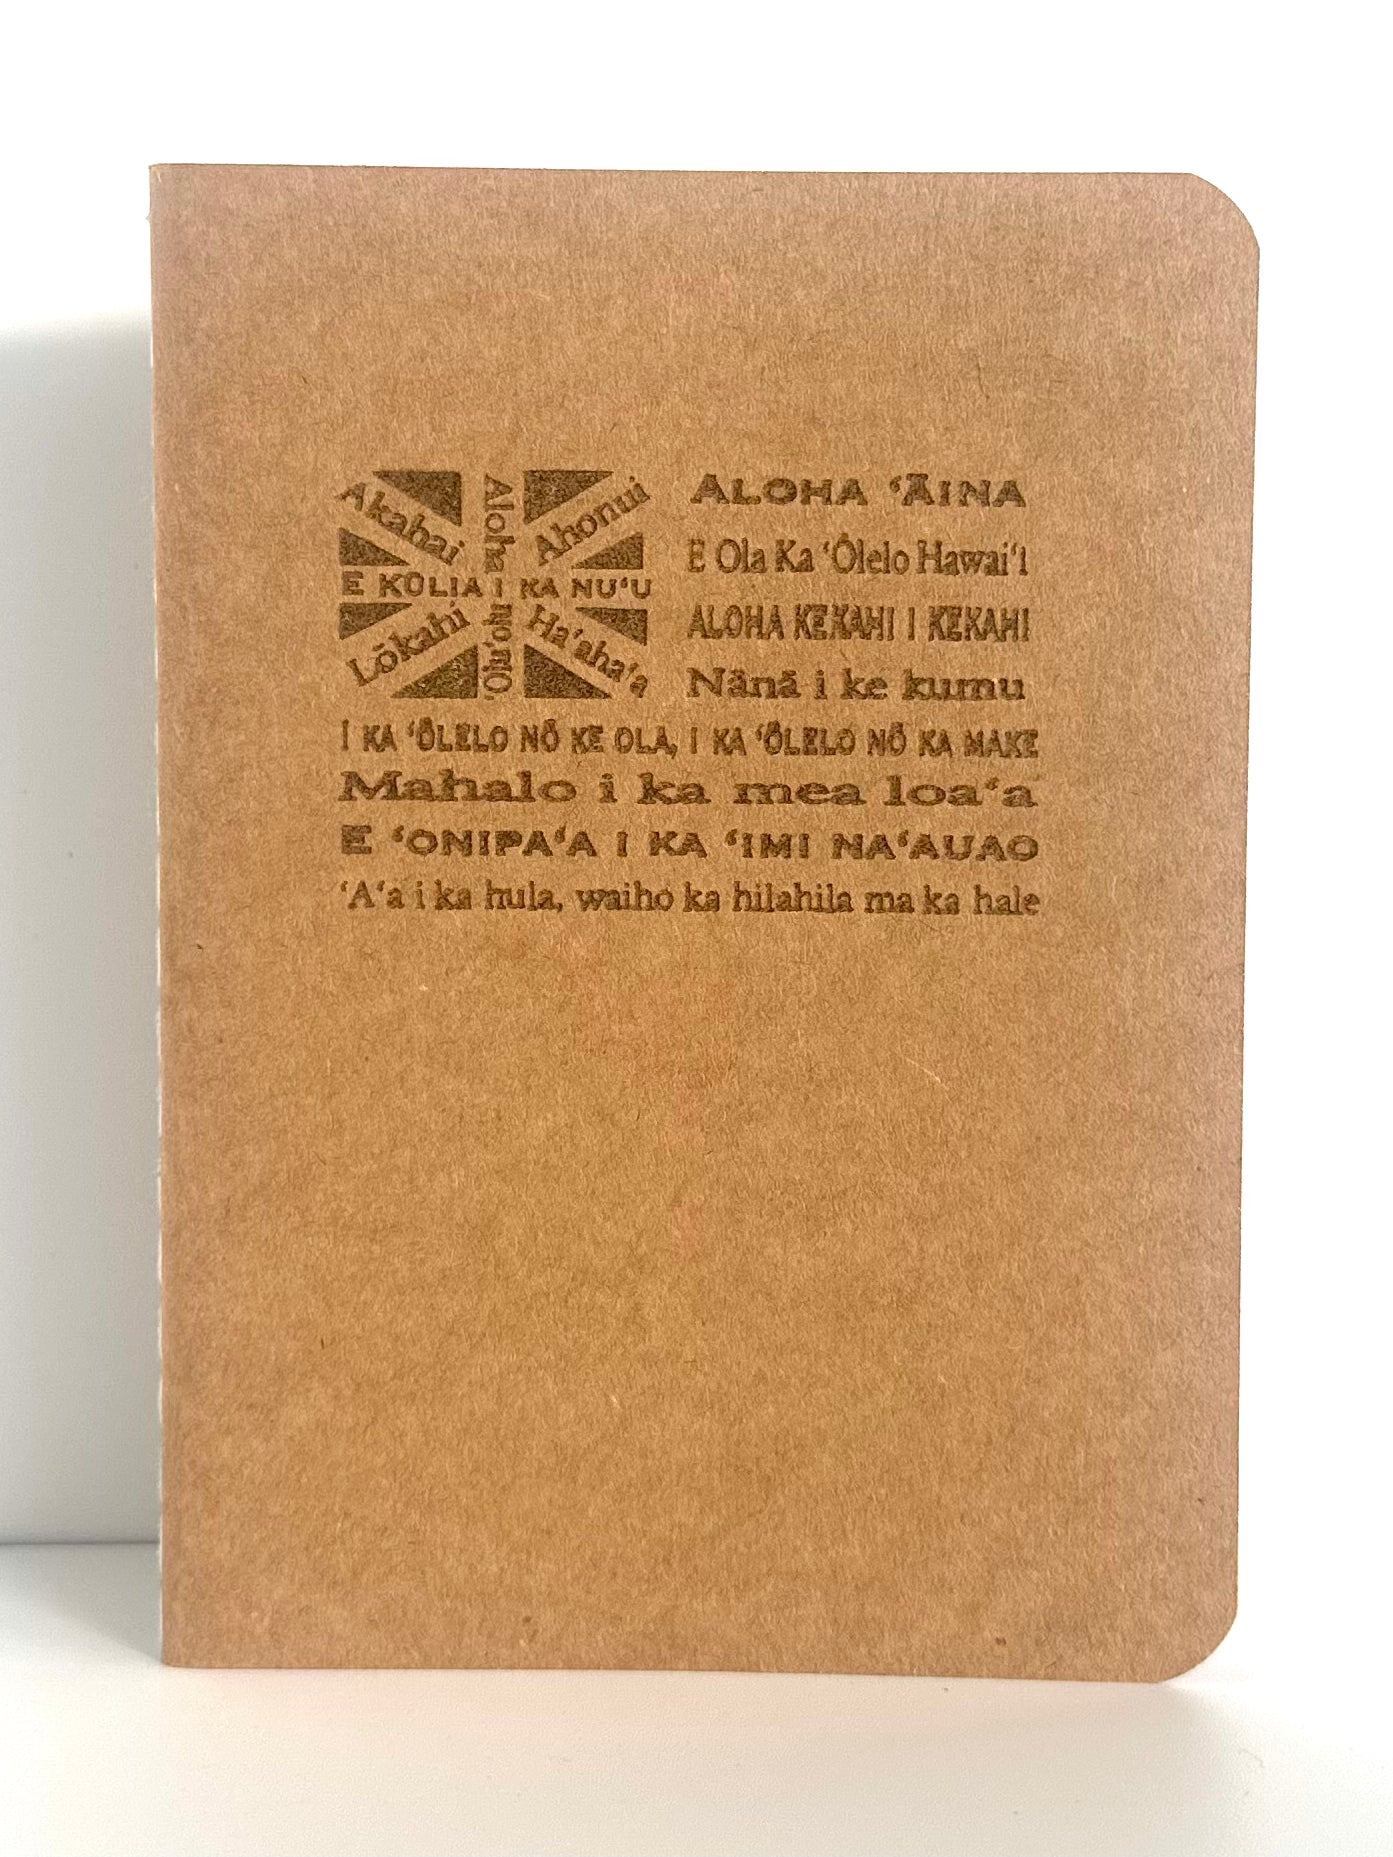 Akahai
Aloha
Ahonui
E KŪLIA I KA NUʻU
Lōkahi
ʻOluʻolu
Haʻahaʻa
ALOHA ʻĀINA
E Ola Ka ʻŌlelo Hawaiʻi
ALOHA KEKAHI I KEKAHI
Nānā i ke kumu
I KA ʻŌLELO NŌ KE OLA, I KA ʻŌLELO NŌ KA MAKE
Mahalo i ka mea loaʻa
E ʻONIPAʻA I KA ʻIMI NAʻAUAO
ʻAʻa i ka hula, waiho ka hilahila ma ka hale